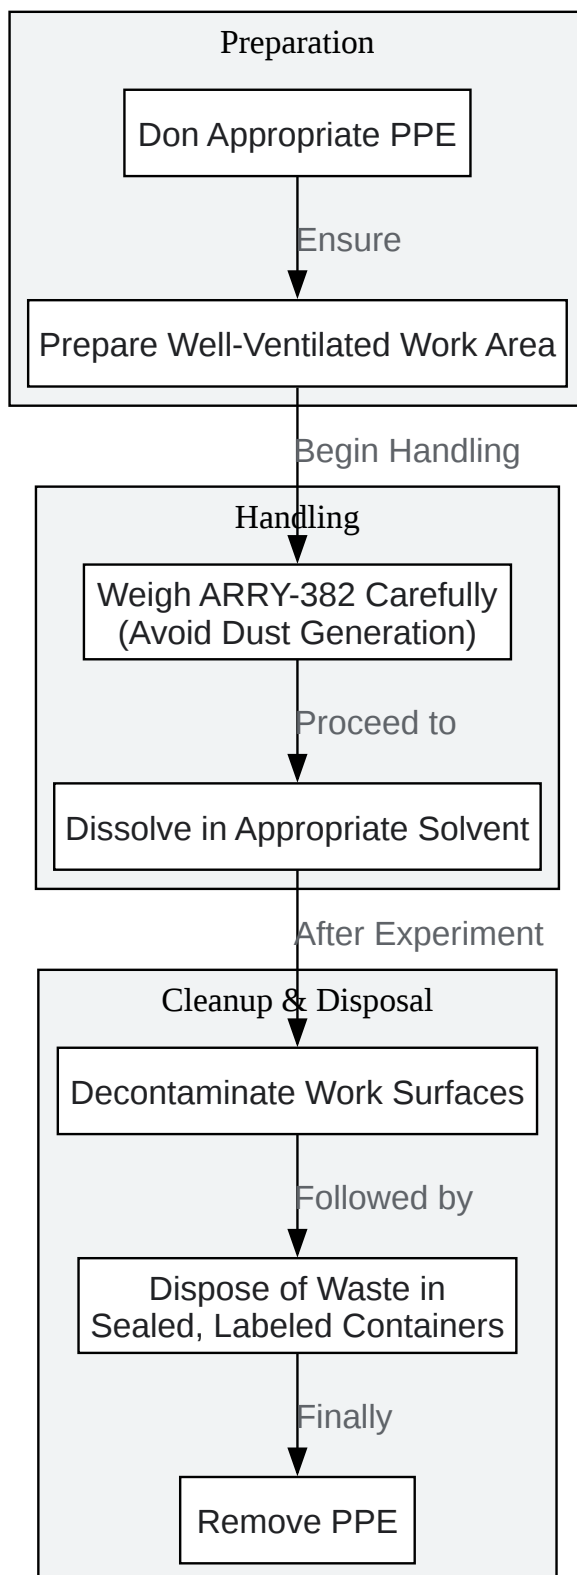 Preparation
Don Appropriate PPE
Ensure
Prepare Well-Ventilated Work Area
Begin Handling
Handling
Weigh ARRY-382 Carefully
(Avoid Dust Generation)
Proceed to
Dissolve in Appropriate Solvent
After Experiment
Cleanup & Disposal
Decontaminate Work Surfaces
Followed by
Dispose of Waste in
Sealed, Labeled Containers
Finally
Remove PPE